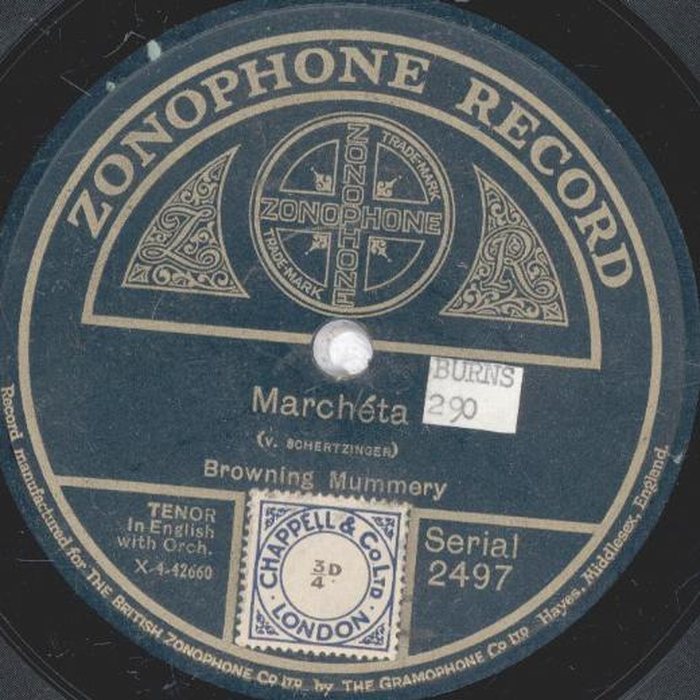 ZONOPHONE RECORD
ZONOPHONE
ZONOPHONE
TRADE-MARK
TRADE-MARK
Z
R
BURNS
290
Marchéta
(V. SCHERTZINGER)
Browning Mummery
TENOR
In English
with Orch.
X-4-42660
CHAPPELL & Co LTD
3/4 D
· LONDON ·
Serial
2497
Record manufactured for THE BRITISH ZONOPHONE Co LTD. by THE GRAMOPHONE Co LTD Hayes, Middlesex, England.